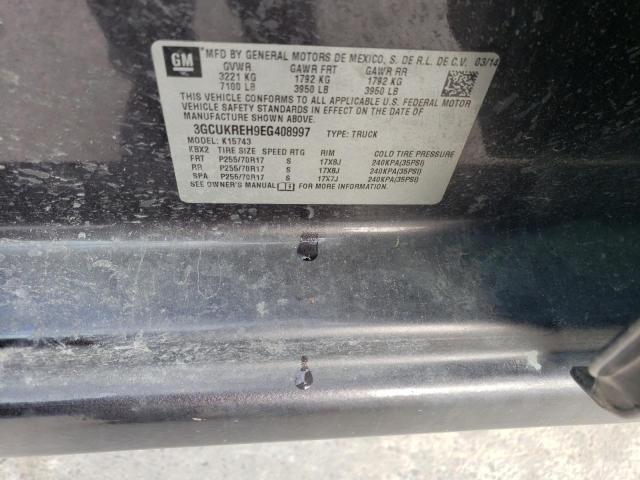 GM MFD BY GENERAL MOTORS DE MEXICO, S. DE R.L. DE C.V. 03/14
GVWR GAWR FRT GAWR RR
3221 KG 1792 KG 1792 KG
7100 LB 3950 LB 3950 LB
THIS VEHICLE CONFORMS TO ALL APPLICABLE U.S. FEDERAL MOTOR
VEHICLE SAFETY STANDARDS IN EFFECT ON THE DATE OF
MANUFACTURE SHOWN ABOVE.
3GCUKREH9EG408997 TYPE: TRUCK
MODEL: K15743
KBX2 TIRE SIZE SPEED RTG RIM COLD TIRE PRESSURE
FRT P255/70R17 S 17X8J 240KPA(35PSI)
RR P255/70R17 S 17X8J 240KPA(35PSI)
SPA P255/70R17 S 17X7J 240KPA(35PSI)
SEE OWNER'S MANUAL FOR MORE INFORMATION.